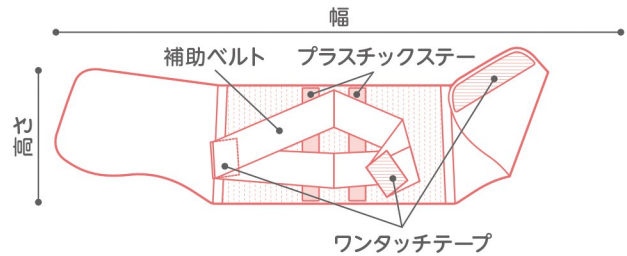 幅
補助ベルト
プラスチックステー
高さ
ワンタッチテープ